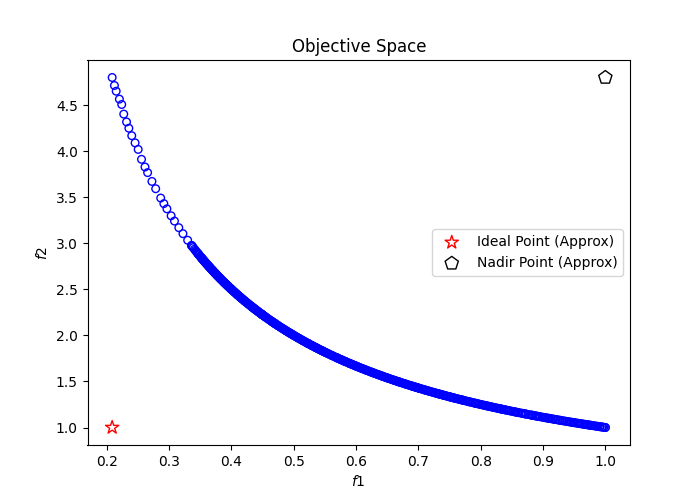 Objective Space
f2
4.5
4.0
3.5
3.0
2.5
2.0
1.5
1.0
Ideal Point (Approx)
Nadir Point (Approx)
0.2 0.3 0.4 0.5 0.6 0.7 0.8 0.9 1.0
f1